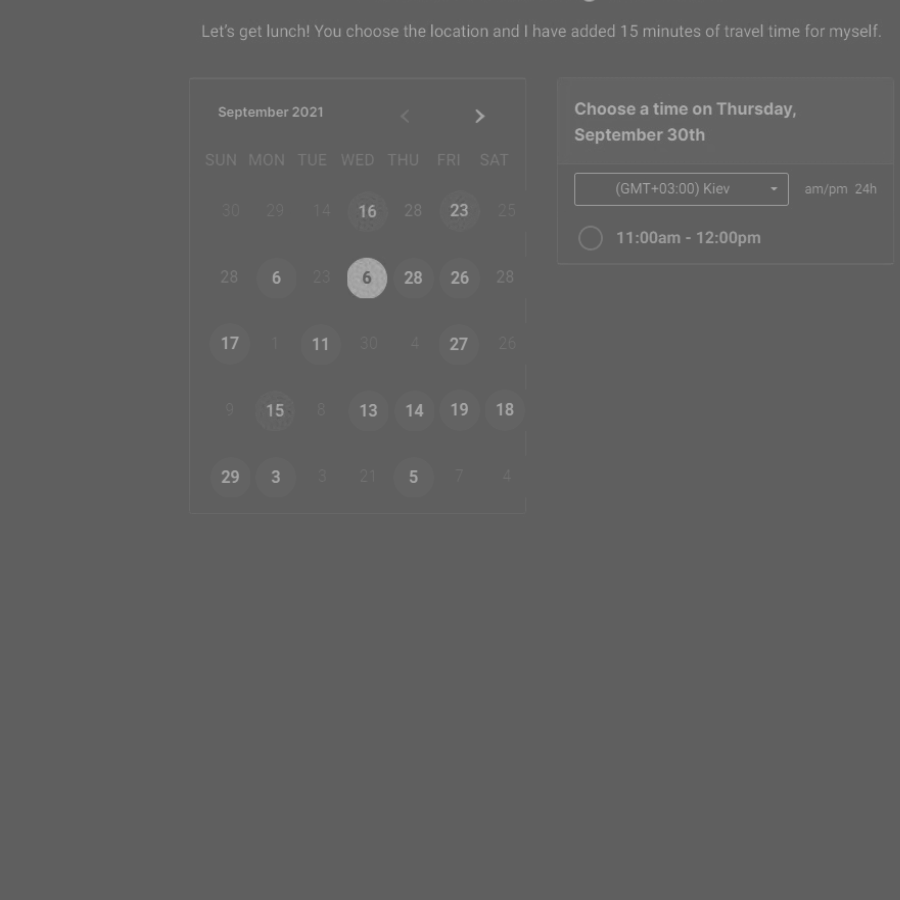 Let's get lunch! You choose the location and I have added 15 minutes of travel time for myself.
September 2021
SUN MON TUE WED THU FRI SAT
30 29 14 16 28 23 25
28 6 23 6 28 26 28
17 1 11 30 4 27 26
9 15 8 13 14 19 18
29 3 3 21 5 7 4
Choose a time on Thursday,
September 30th
(GMT+03:00) Kiev am/pm 24h
11:00am - 12:00pm